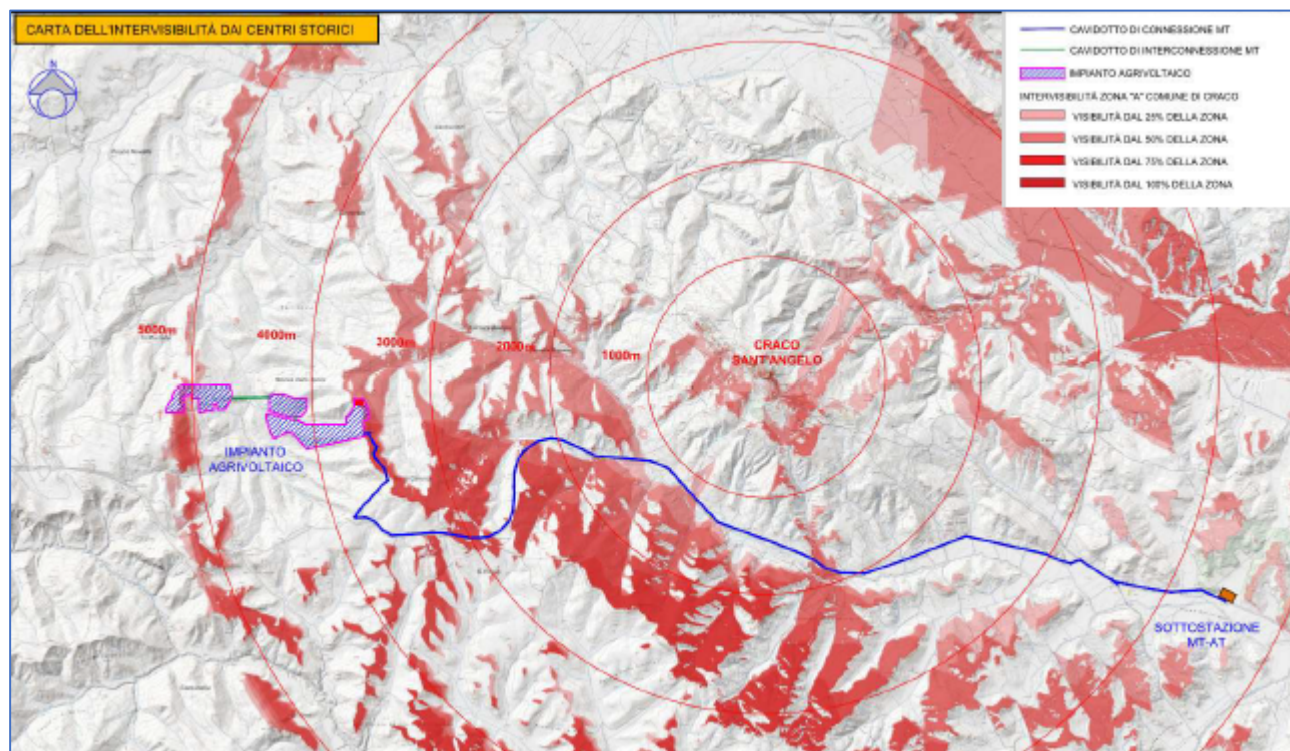 CARTA DELL'INTERVISIBILITÀ DAI CENTRI STORICI
N
CAVIDOTTO DI CONNESSIONE MT
CAVIDOTTO DI INTERCONNESSIONE MT
IMPIANTO AGRIVOLTAICO
INTERVISIBILITÀ ZONA "A" COMUNE DI CRACO
VISIBILITÀ DAL 25% DELLA ZONA
VISIBILITÀ DAL 50% DELLA ZONA
VISIBILITÀ DAL 75% DELLA ZONA
VISIBILITÀ DAL 100% DELLA ZONA
5000m
4000m
3000m
2000m
1000m
CRACO
SANT'ANGELO
IMPIANTO
AGRIVOLTAICO
SOTTOSTAZIONE
MT-AT